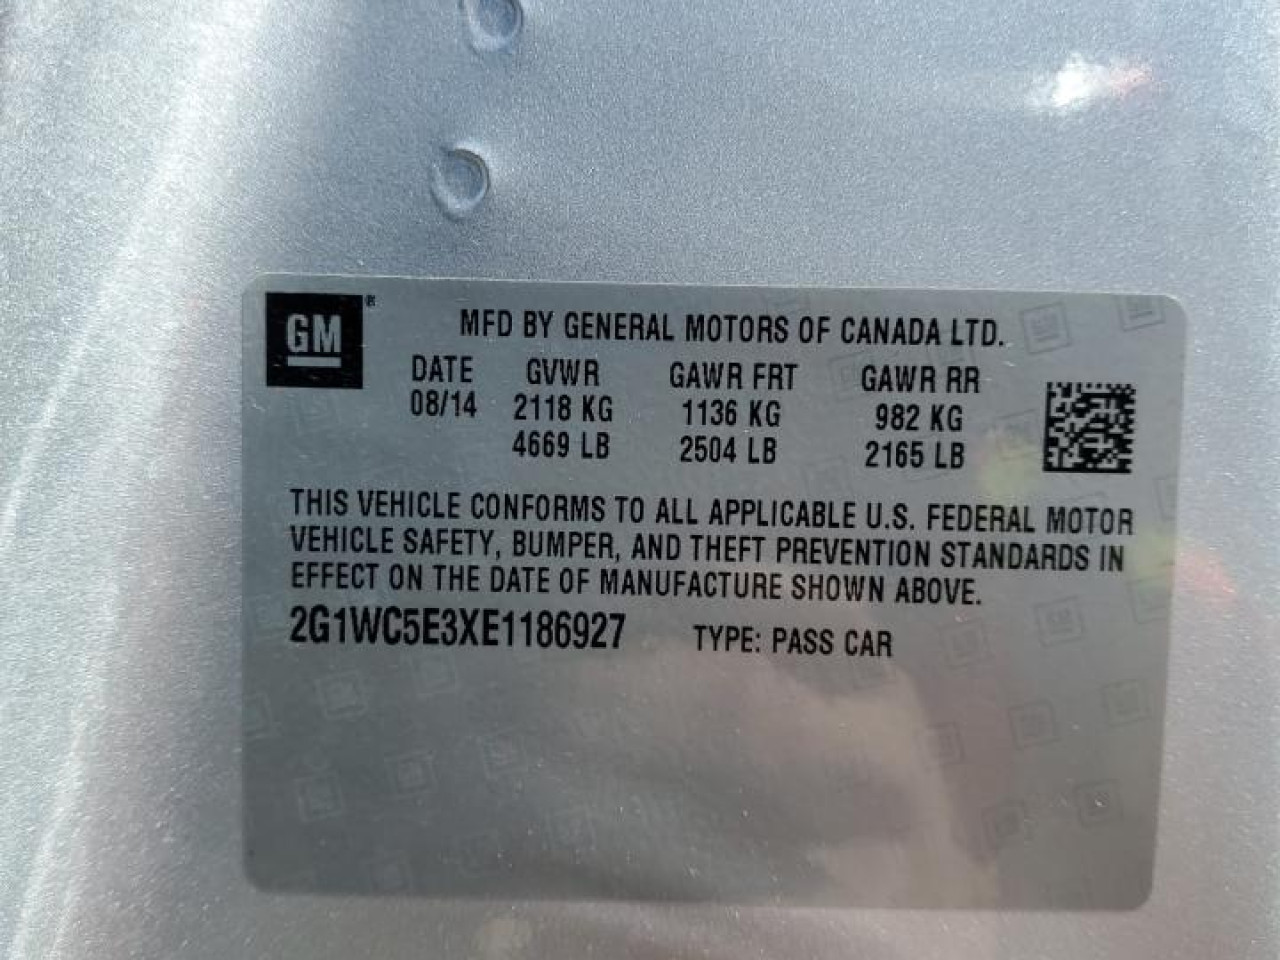 GM®
MFD BY GENERAL MOTORS OF CANADA LTD.
DATE GVWR GAWR FRT GAWR RR
08/14 2118 KG 1136 KG 982 KG
4669 LB 2504 LB 2165 LB
THIS VEHICLE CONFORMS TO ALL APPLICABLE U.S. FEDERAL MOTOR
VEHICLE SAFETY, BUMPER, AND THEFT PREVENTION STANDARDS IN
EFFECT ON THE DATE OF MANUFACTURE SHOWN ABOVE.
2G1WC5E3XE1186927 TYPE: PASS CAR